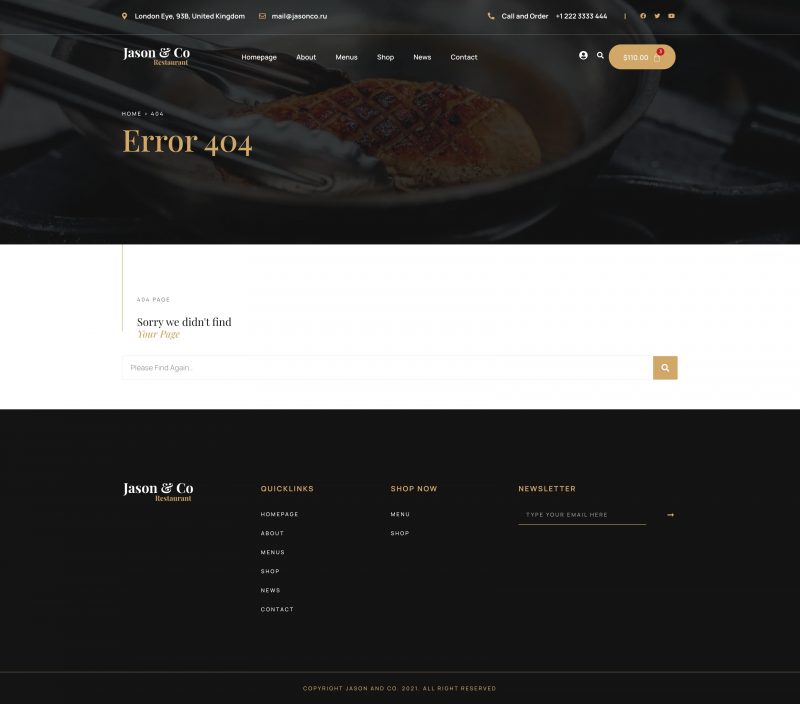 London Eye, 93B, United Kingdom mail@jasonco.ru Call and Order +1 222 3333 444
Jason & Co
Restaurant
Homepage About Menus Shop News Contact
$110.00 3
HOME > 404
Error 404
404 PAGE
Sorry we didn't find
Your Page
Please Find Again..
Jason & Co
Restaurant
QUICKLINKS
HOMEPAGE
ABOUT
MENUS
SHOP
NEWS
CONTACT
SHOP NOW
MENU
SHOP
NEWSLETTER
TYPE YOUR EMAIL HERE
COPYRIGHT JASON AND CO. 2021. ALL RIGHT RESERVED